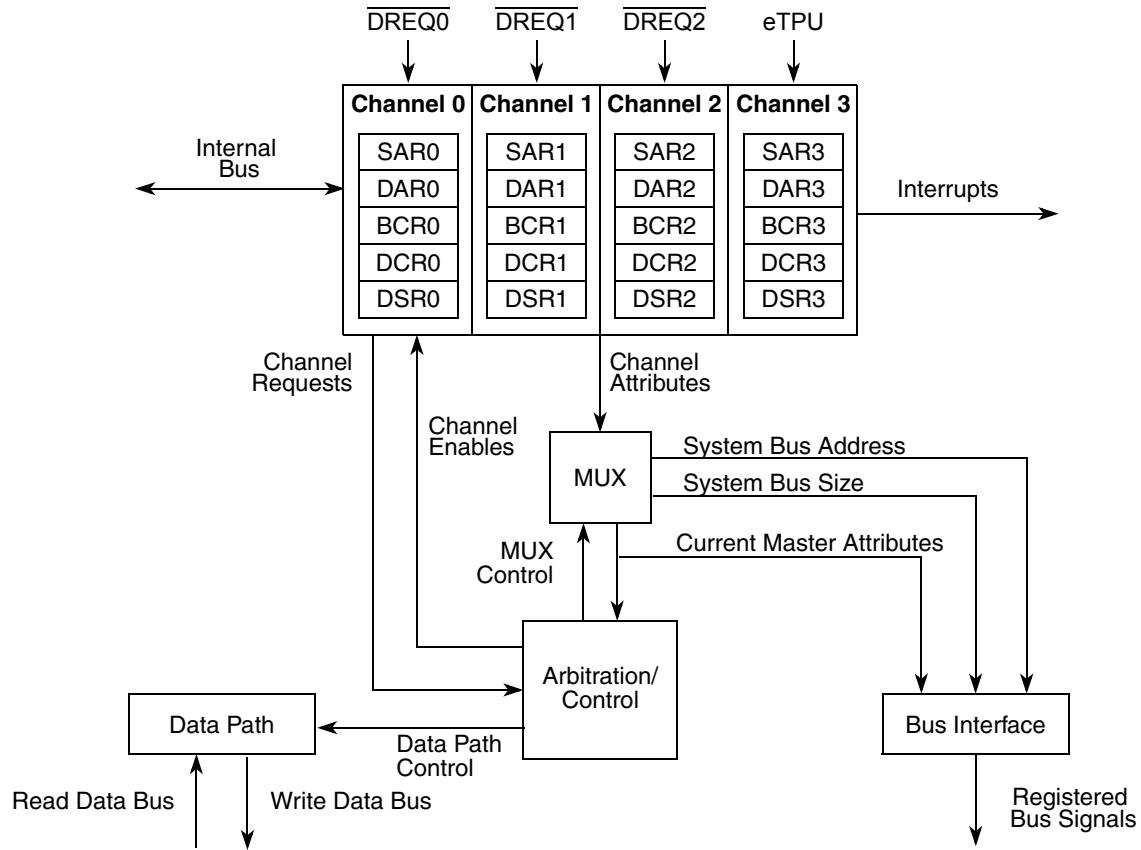 DREQ0 DREQ1 DREQ2 eTPU
Channel 0 Channel 1 Channel 2 Channel 3
SAR0 SAR1 SAR2 SAR3
DAR0 DAR1 DAR2 DAR3
BCR0 BCR1 BCR2 BCR3
DCR0 DCR1 DCR2 DCR3
DSR0 DSR1 DSR2 DSR3
Internal
Bus
Interrupts
Channel
Requests
Channel
Enables
Channel
Attributes
MUX
System Bus Address
System Bus Size
Current Master Attributes
MUX
Control
Arbitration/
Control
Data Path
Data Path
Control
Read Data Bus
Write Data Bus
Bus Interface
Registered
Bus Signals